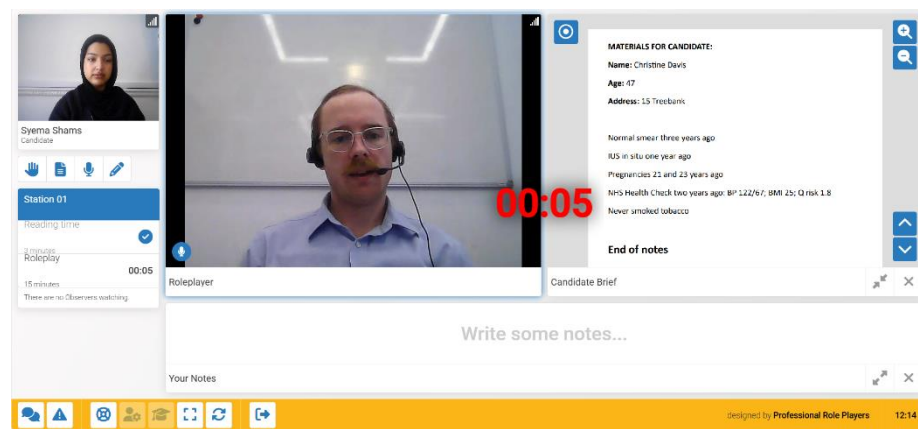 Syema Shams
Candidate
Station 01
Reading time
2 minutes
Roleplay
00:05
15 minutes
There are no Observers watching.
Roleplayer
00:05
MATERIALS FOR CANDIDATE:
Name: Christine Davis
Age: 47
Address: 15 Treebank
Normal smear three years ago
IUS in situ one year ago
Pregnancies 21 and 23 years ago
NHS Health Check two years ago: BP 122/67; BMI 25; Q risk 1.8
Never smoked tobacco
End of notes
Candidate Brief
Write some notes...
Your Notes
designed by Professional Role Players
12:14